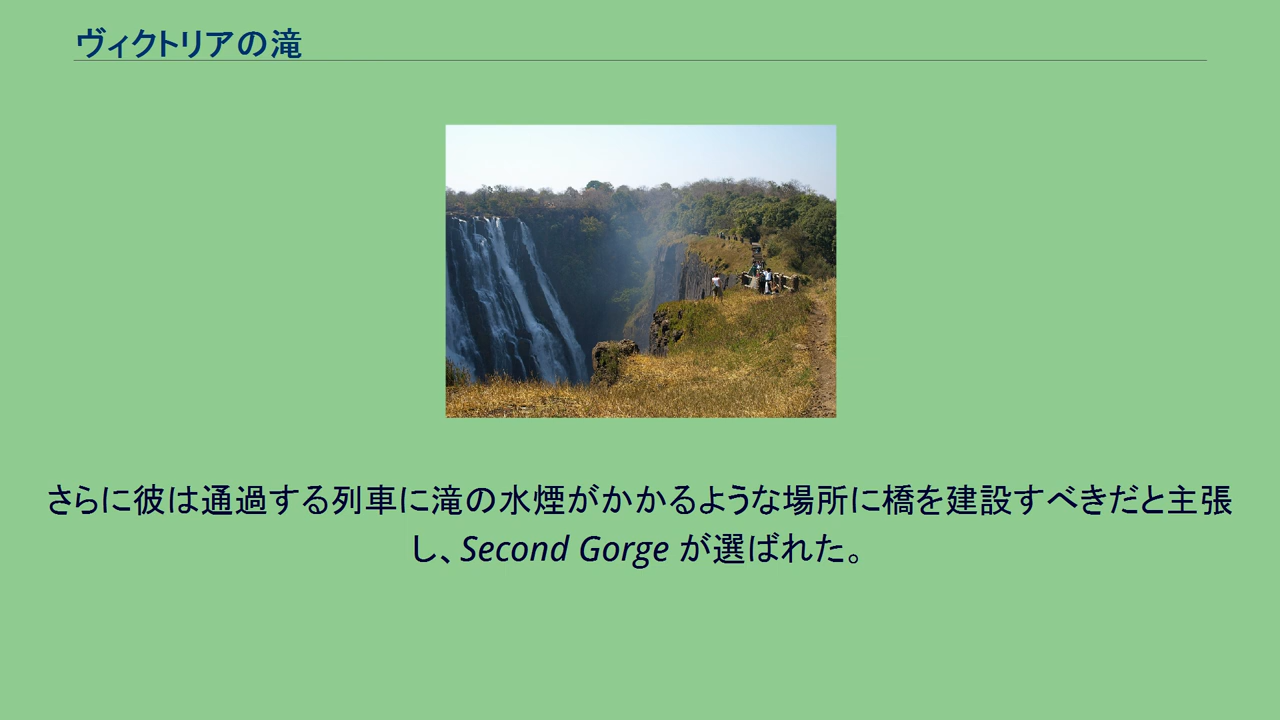 ヴィクトリアの滝
さらに彼は通過する列車に滝の水煙がかかるような場所に橋を建設すべきだと主張
し、Second Gorge が選ばれた。